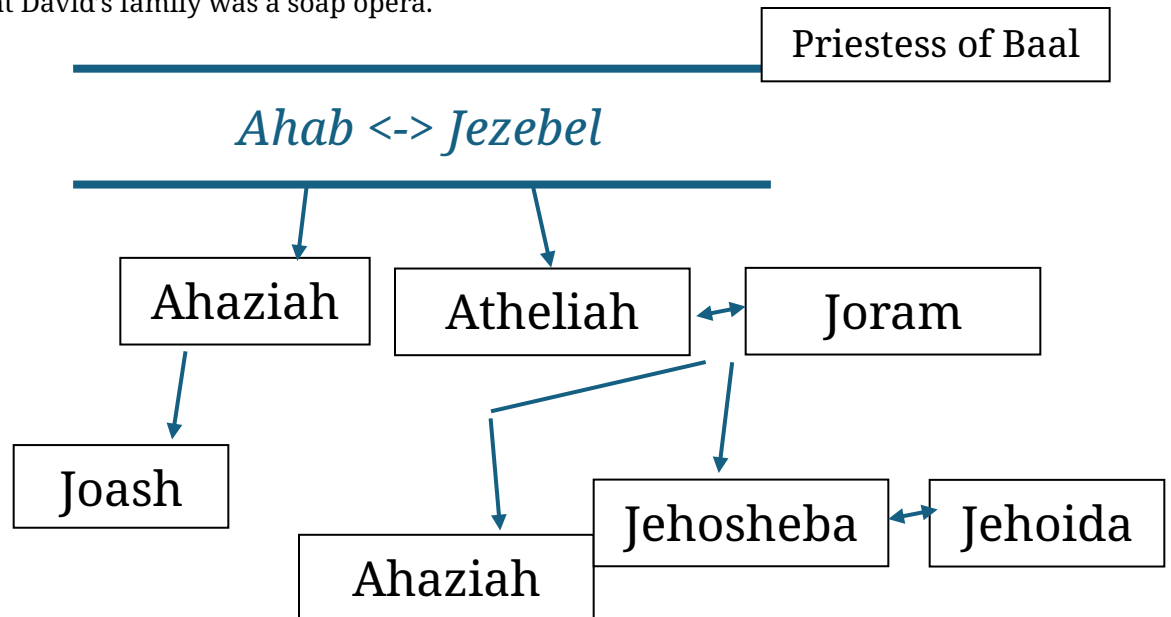 David's family was a soap opera.
Priestess of Baal
Ahab <-> Jezebel
Ahaziah
Atheliah
Joram
Joash
Jehosheba
Jehoida
Ahaziah